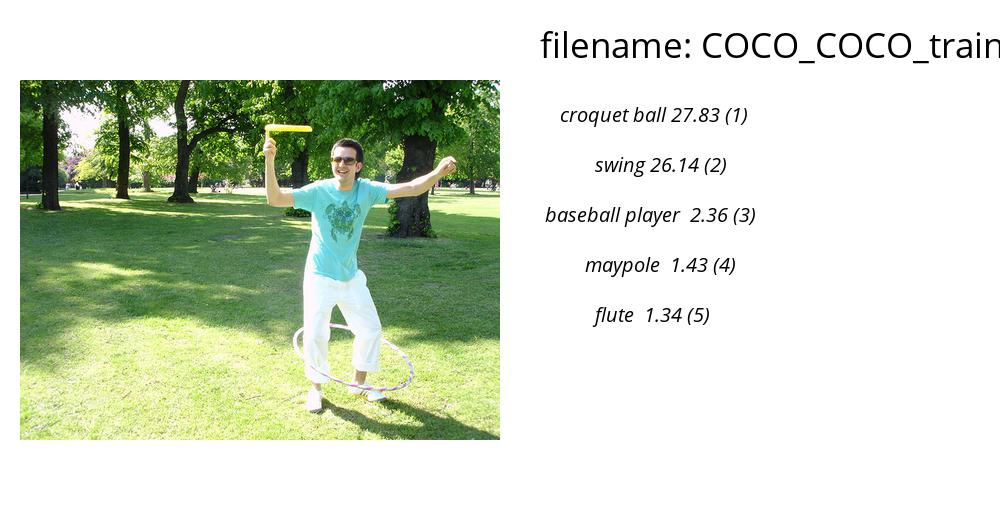 filename: COCO_COCO_train
croquet ball 27.83 (1)
swing 26.14 (2)
baseball player 2.36 (3)
maypole 1.43 (4)
flute 1.34 (5)